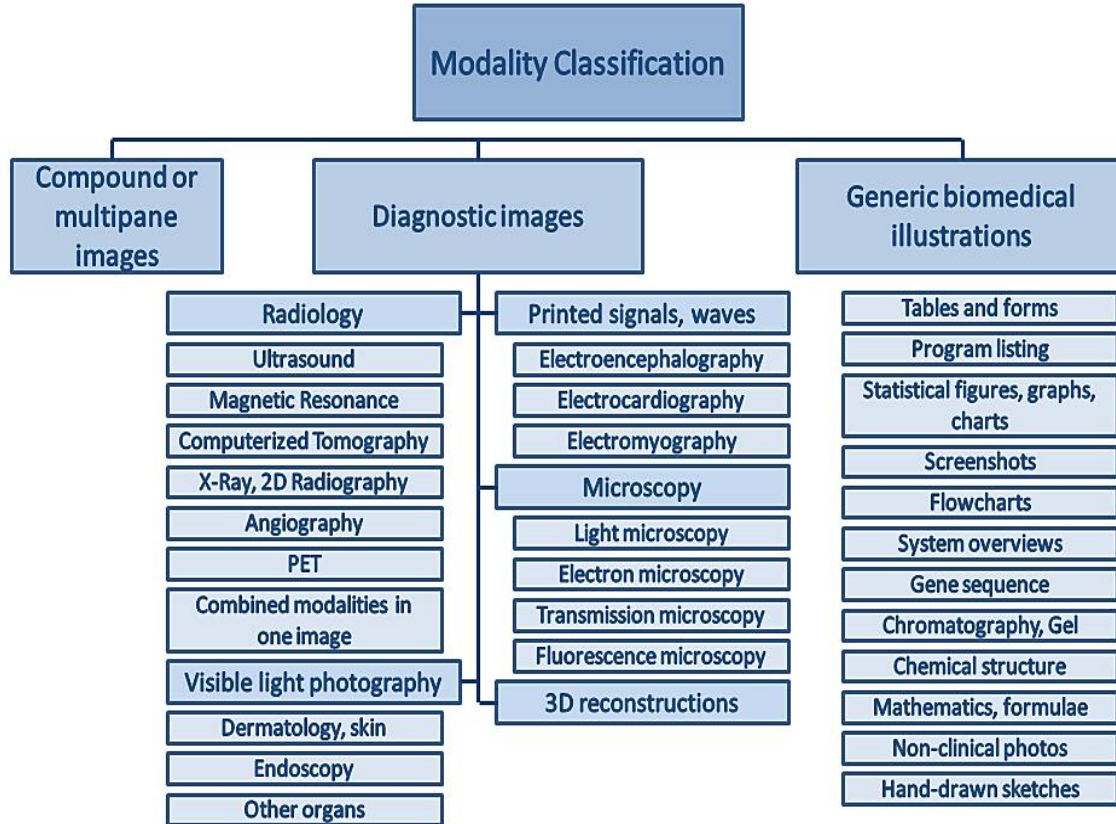 Modality Classification
Compound or
multipane
images
Diagnostic images
Generic biomedical
illustrations
Radiology
Ultrasound
Magnetic Resonance
Computerized Tomography
X-Ray, 2D Radiography
Angiography
PET
Combined modalities in
one image
Visible light photography
Dermatology, skin
Endoscopy
Other organs
Printed signals, waves
Electroencephalography
Electrocardiography
Electromyography
Microscopy
Light microscopy
Electron microscopy
Transmission microscopy
Fluorescence microscopy
3D reconstructions
Tables and forms
Program listing
Statistical figures, graphs,
charts
Screenshots
Flowcharts
System overviews
Gene sequence
Chromatography, Gel
Chemical structure
Mathematics, formulae
Non-clinical photos
Hand-drawn sketches